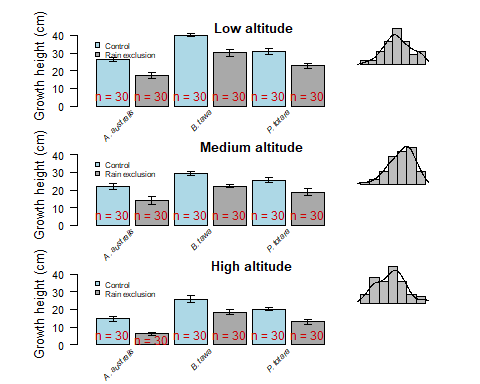 Low altitude
Growth height (cm)
40
30
20
10
0
Control
Rain exclusion
n = 30 n = 30 n = 30 n = 30 n = 30 n = 30
A. australis B. tawa P. totara
Medium altitude
Growth height (cm)
40
30
20
10
0
Control
Rain exclusion
n = 30 n = 30 n = 30 n = 30 n = 30 n = 30
A. australis B. tawa P. totara
High altitude
Growth height (cm)
40
30
20
10
0
Control
Rain exclusion
n = 30 n = 30 n = 30 n = 30 n = 30 n = 30
A. australis B. tawa P. totara